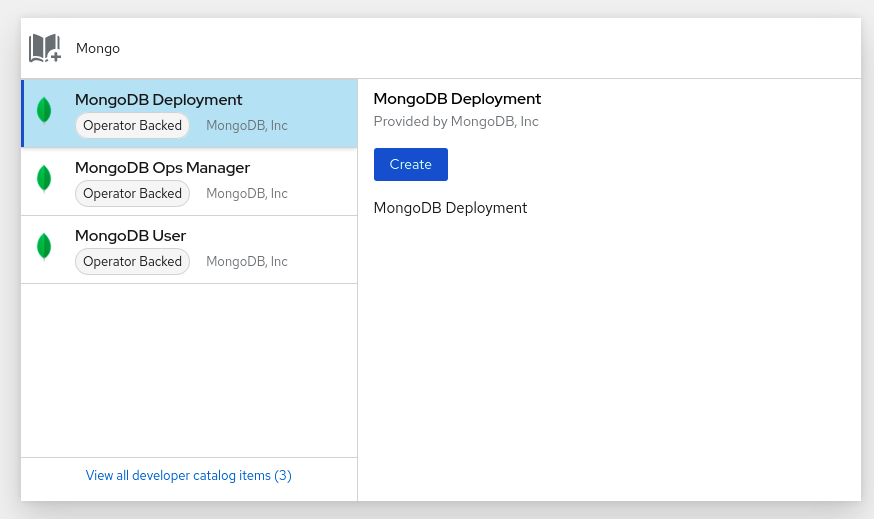 Mongo
MongoDB Deployment
Operator Backed MongoDB, Inc
MongoDB Ops Manager
Operator Backed MongoDB, Inc
MongoDB User
Operator Backed MongoDB, Inc
View all developer catalog items (3)
MongoDB Deployment
Provided by MongoDB, Inc
Create
MongoDB Deployment